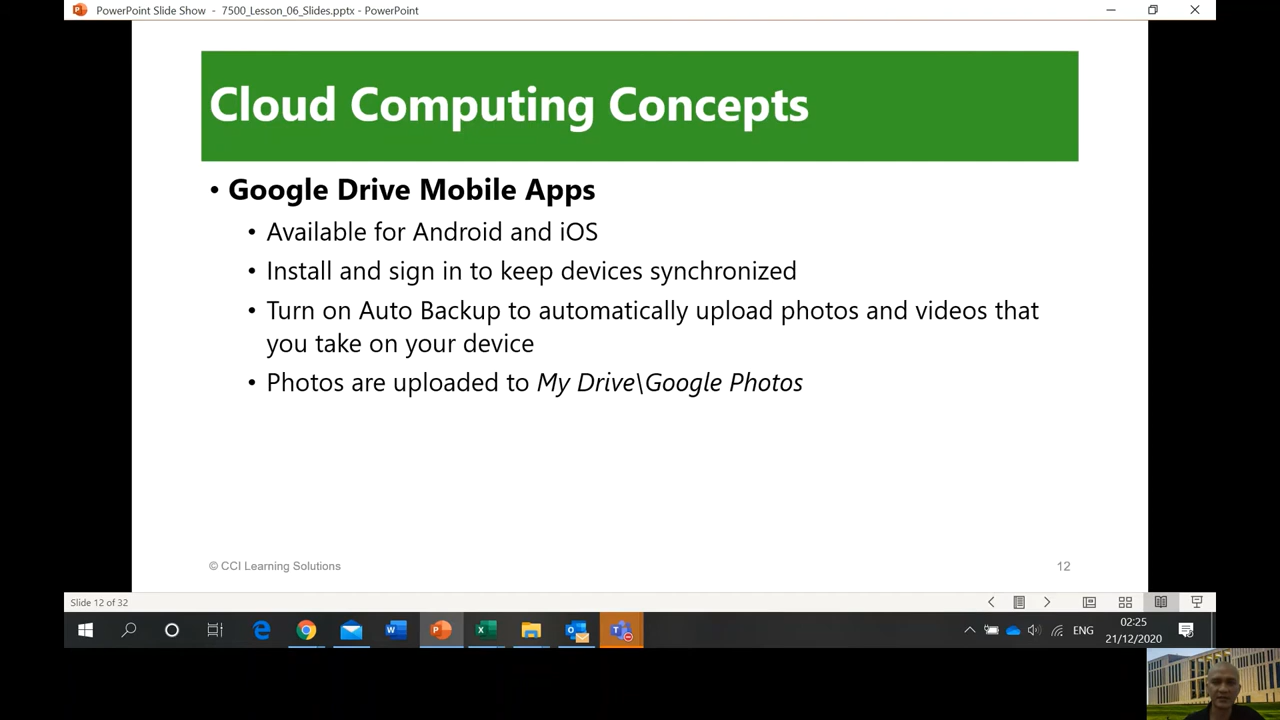 PowerPoint Slide Show - 7500_Lesson_06_Slides.pptx - PowerPoint
Cloud Computing Concepts
• Google Drive Mobile Apps
• Available for Android and iOS
• Install and sign in to keep devices synchronized
• Turn on Auto Backup to automatically upload photos and videos that
you take on your device
• Photos are uploaded to My Drive\Google Photos
© CCI Learning Solutions
12
Slide 12 of 32
ENG
02:25
21/12/2020